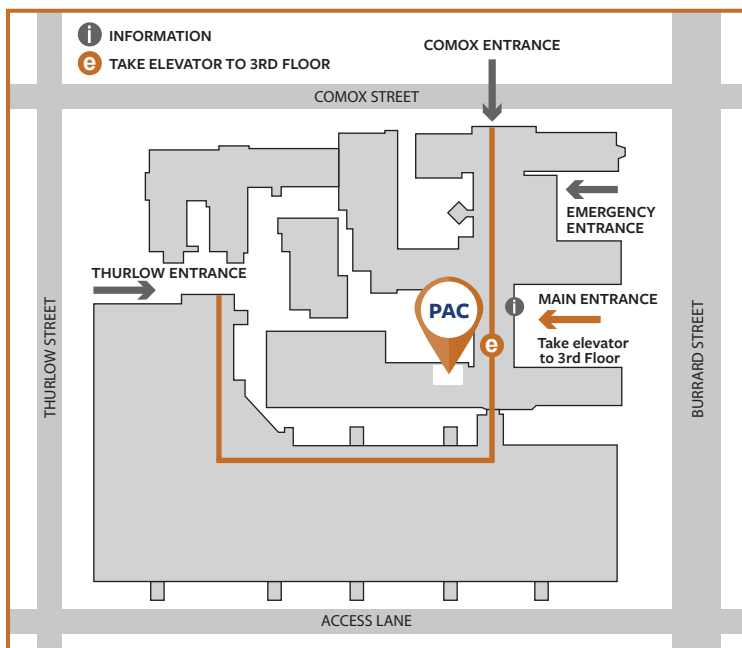 i INFORMATION
e TAKE ELEVATOR TO 3RD FLOOR
COMOX ENTRANCE
COMOX STREET
EMERGENCY
ENTRANCE
THURLOW ENTRANCE
PAC
i
MAIN ENTRANCE
e
Take elevator
to 3rd Floor
THURLOW STREET
BURRARD STREET
ACCESS LANE